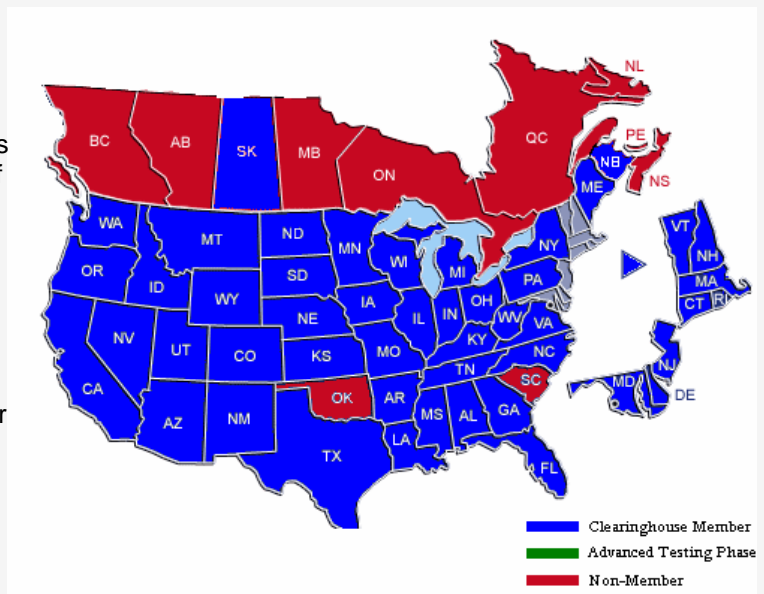 NL
BC
AB
SK
MB
ON
QC
PE
NB
NS
ME
WA
MT
ND
MN
OR
ID
SD
WI
MI
NY
WY
NE
IA
PA
NV
UT
CO
KS
MO
IL
IN
OH
WV
VA
KY
NC
TN
CA
AZ
NM
OK
AR
SC
MS
AL
GA
TX
LA
FL
VT
NH
MA
CT
RI
NJ
MD
DE
Clearinghouse Member
Advanced Testing Phase
Non-Member
s
r